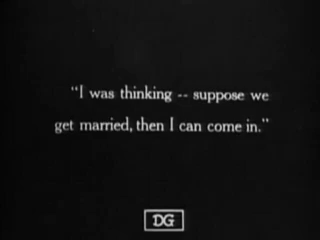 "I was thinking -- suppose we
get married, then I can come in."
DG